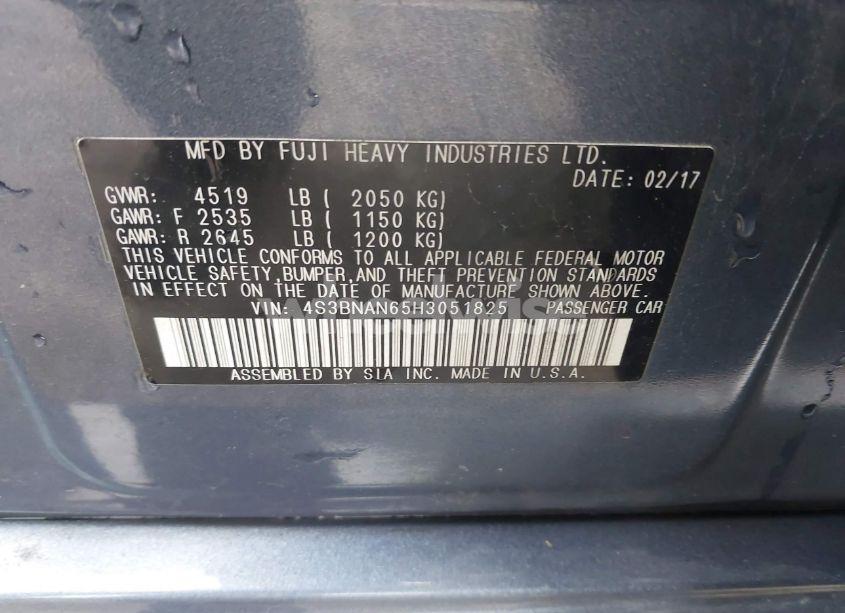 MFD BY FUJI HEAVY INDUSTRIES LTD.
DATE: 02/17
GVWR: 4519 LB ( 2050 KG)
GAWR: F 2535 LB ( 1150 KG)
GAWR: R 2645 LB ( 1200 KG)
THIS VEHICLE CONFORMS TO ALL APPLICABLE FEDERAL MOTOR
VEHICLE SAFETY, BUMPER, AND THEFT PREVENTION STANDARDS
IN EFFECT ON THE DATE OF MANUFACTURE SHOWN ABOVE.
VIN: 4S3BNAN65H3051825 PASSENGER CAR
ASSEMBLED BY SIA INC. MADE IN U.S.A.